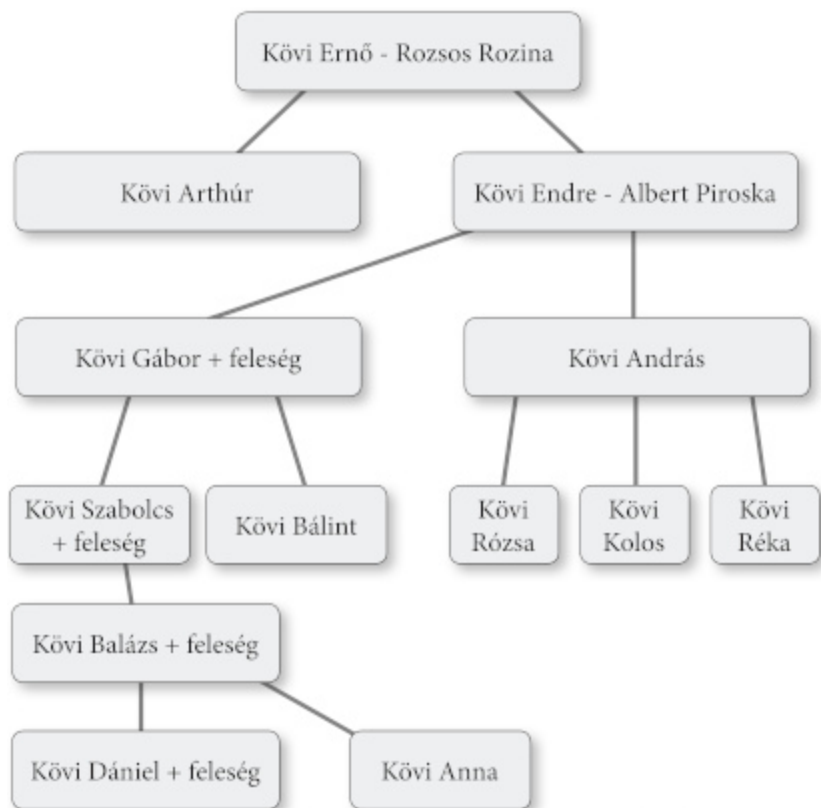 Kövi Ernő - Rozsos Rozina
Kövi Arthúr
Kövi Endre - Albert Piroska
Kövi Gábor + feleség
Kövi András
Kövi Szabolcs
+ feleség
Kövi Bálint
Kövi
Rózsa
Kövi
Kolos
Kövi
Réka
Kövi Balázs + feleség
Kövi Dániel + feleség
Kövi Anna